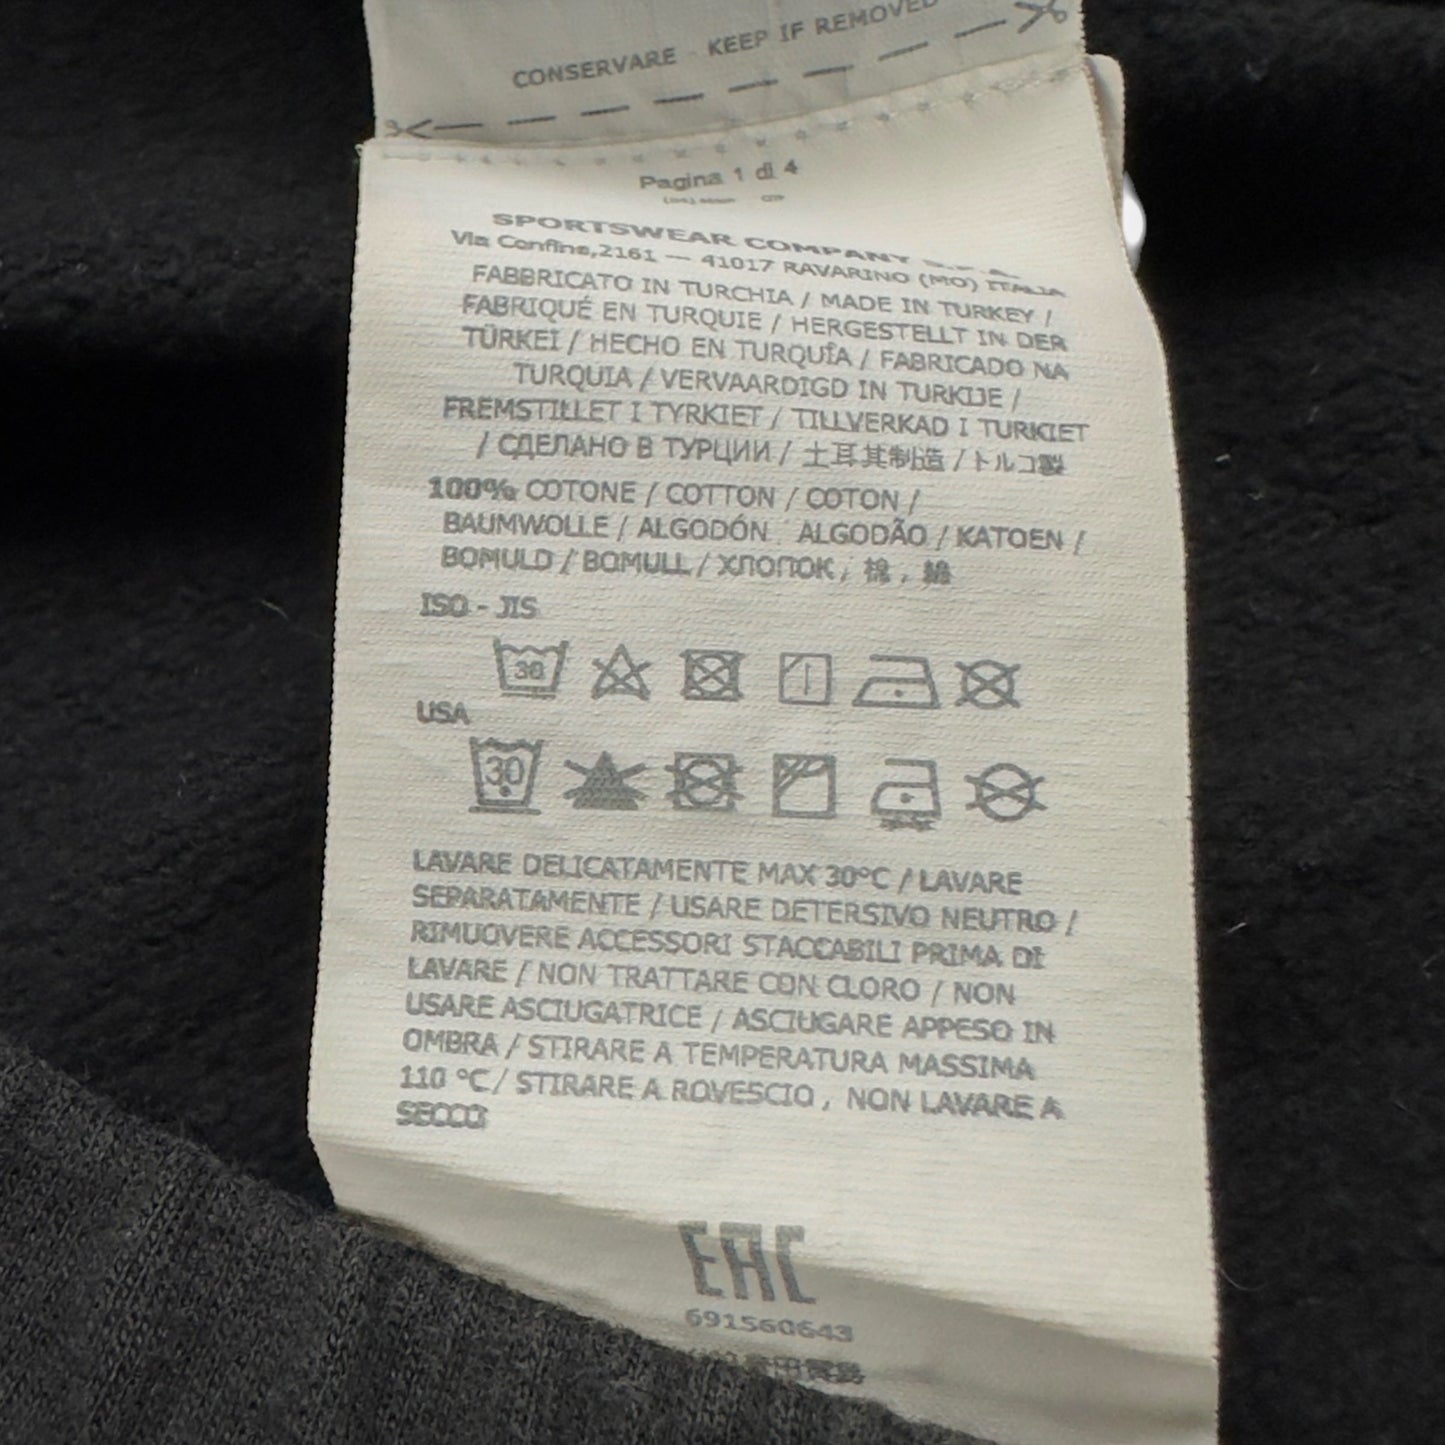 CONSERVARE - KEEP IF REMOVED
Pagina 1 di 4
SPORTSWEAR COMPANY S.P.A.
Via Confine,2161 — 41017 RAVARINO (MO) ITALIA
FABBRICATO IN TURCHIA / MADE IN TURKEY /
FABRIQUÉ EN TURQUIE / HERGESTELLT IN DER
TÜRKEI / HECHO EN TURQUÍA / FABRICADO NA
TURQUIA / VERVAARDIGD IN TURKIJE /
FREMSTILLET I TYRKIET / TILLVERKAD I TURKIET
/ СДЕЛАНО В ТУРЦИИ / 土耳其制造 / トルコ製
100% COTONE / COTTON / COTON /
BAUMWOLLE / ALGODÓN ALGODÃO / KATOEN /
BOMULD / BOMULL / ХЛОПОК , 棉 , 綿
ISO - JIS
30
USA
30
LAVARE DELICATAMENTE MAX 30°C / LAVARE
SEPARATAMENTE / USARE DETERSIVO NEUTRO /
RIMUOVERE ACCESSORI STACCABILI PRIMA DI
LAVARE / NON TRATTARE CON CLORO / NON
USARE ASCIUGATRICE / ASCIUGARE APPESO IN
OMBRA / STIRARE A TEMPERATURA MASSIMA
110 °C / STIRARE A ROVESCIO , NON LAVARE A
SECCO
EAC
691560643